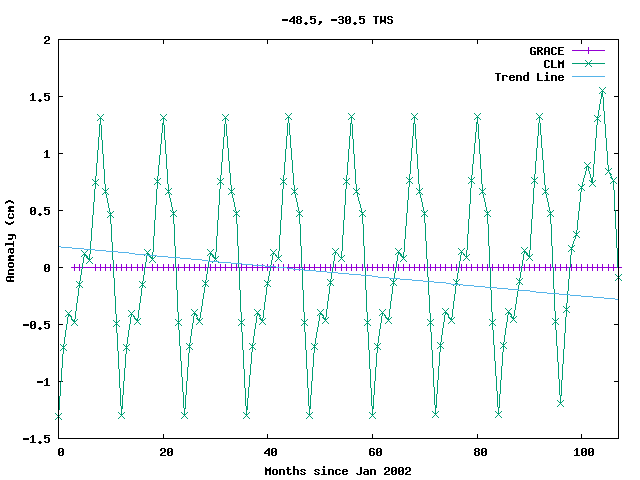 -48.5, -30.5 TWS
GRACE
CLM
Trend Line
2
1.5
1
0.5
0
-0.5
-1
-1.5
Anomaly (cm)
0 20 40 60 80 100
Months since Jan 2002